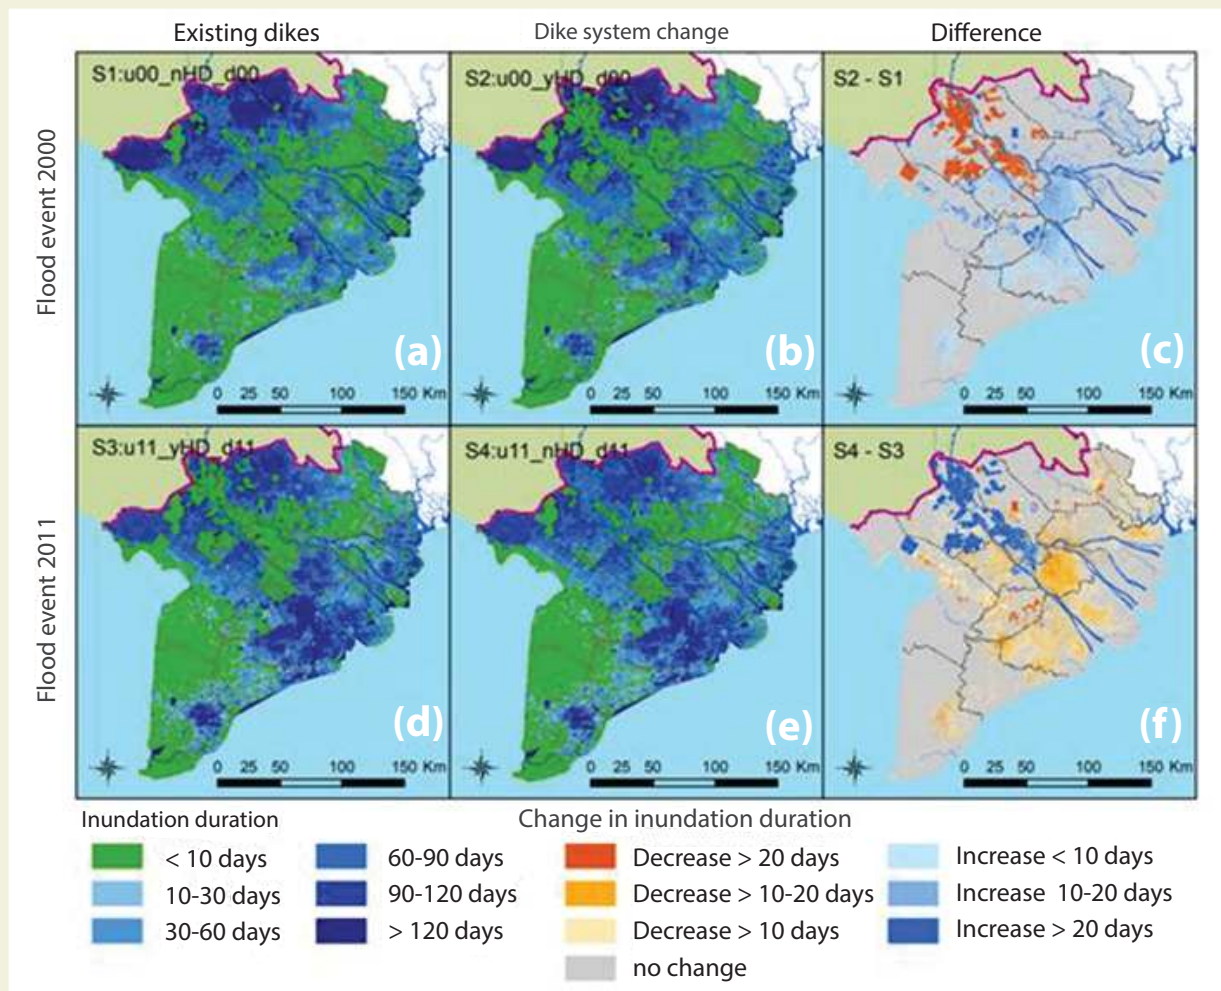 Existing dikes
Dike system change
Difference
Flood event 2000
S1:u00_nHD_d00
(a)
0 25 50 100 150 Km
S2:u00_yHD_d00
(b)
0 25 50 100 150 Km
S2 - S1
(c)
0 25 50 100 150 Km
Flood event 2011
S3:u11_yHD_d11
(d)
0 25 50 100 150 Km
S4:u11_nHD_d11
(e)
0 25 50 100 150 Km
S4 - S3
(f)
0 25 50 100 150 Km
Inundation duration
< 10 days
10-30 days
30-60 days
60-90 days
90-120 days
> 120 days
Change in inundation duration
Decrease > 20 days
Decrease > 10-20 days
Decrease > 10 days
no change
Increase < 10 days
Increase 10-20 days
Increase > 20 days